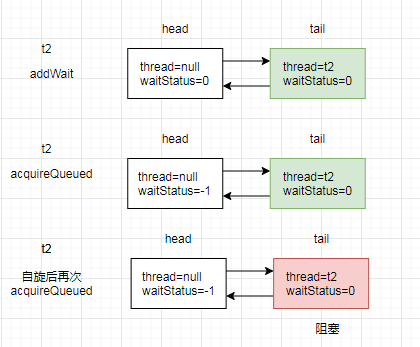 head tail
t2
addWait
thread=null
waitStatus=0
thread=t2
waitStatus=0
head tail
t2
acquireQueued
thread=null
waitStatus=-1
thread=t2
waitStatus=0
head tail
t2
自旋后再次
acquireQueued
thread=null
waitStatus=-1
thread=t2
waitStatus=0
阻塞